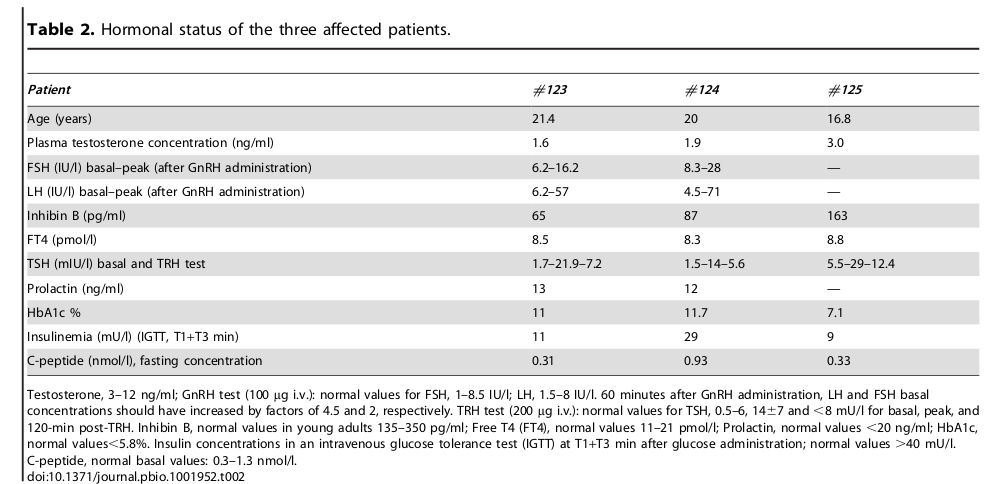 Table 2. Hormonal status of the three affected patients.
Patient #123 #124 #125
Age (years) 21.4 20 16.8
Plasma testosterone concentration (ng/ml) 1.6 1.9 3.0
FSH (IU/l) basal–peak (after GnRH administration) 6.2–16.2 8.3–28 —
LH (IU/l) basal–peak (after GnRH administration) 6.2–57 4.5–71 —
Inhibin B (pg/ml) 65 87 163
FT4 (pmol/l) 8.5 8.3 8.8
TSH (mIU/l) basal and TRH test 1.7–21.9–7.2 1.5–14–5.6 5.5–29–12.4
Prolactin (ng/ml) 13 12 —
HbA1c % 11 11.7 7.1
Insulinemia (mU/l) (IGTT, T1+T3 min) 11 29 9
C-peptide (nmol/l), fasting concentration 0.31 0.93 0.33
Testosterone, 3–12 ng/ml; GnRH test (100 μg i.v.): normal values for FSH, 1–8.5 IU/l; LH, 1.5–8 IU/l. 60 minutes after GnRH administration, LH and FSH basal
concentrations should have increased by factors of 4.5 and 2, respectively. TRH test (200 μg i.v.): normal values for TSH, 0.5–6, 14±7 and <8 mU/l for basal, peak, and
120-min post-TRH. Inhibin B, normal values in young adults 135–350 pg/ml; Free T4 (FT4), normal values 11–21 pmol/l; Prolactin, normal values <20 ng/ml; HbA1c,
normal values<5.8%. Insulin concentrations in an intravenous glucose tolerance test (IGTT) at T1+T3 min after glucose administration; normal values >40 mU/l.
C-peptide, normal basal values: 0.3–1.3 nmol/l.
doi:10.1371/journal.pbio.1001952.t002